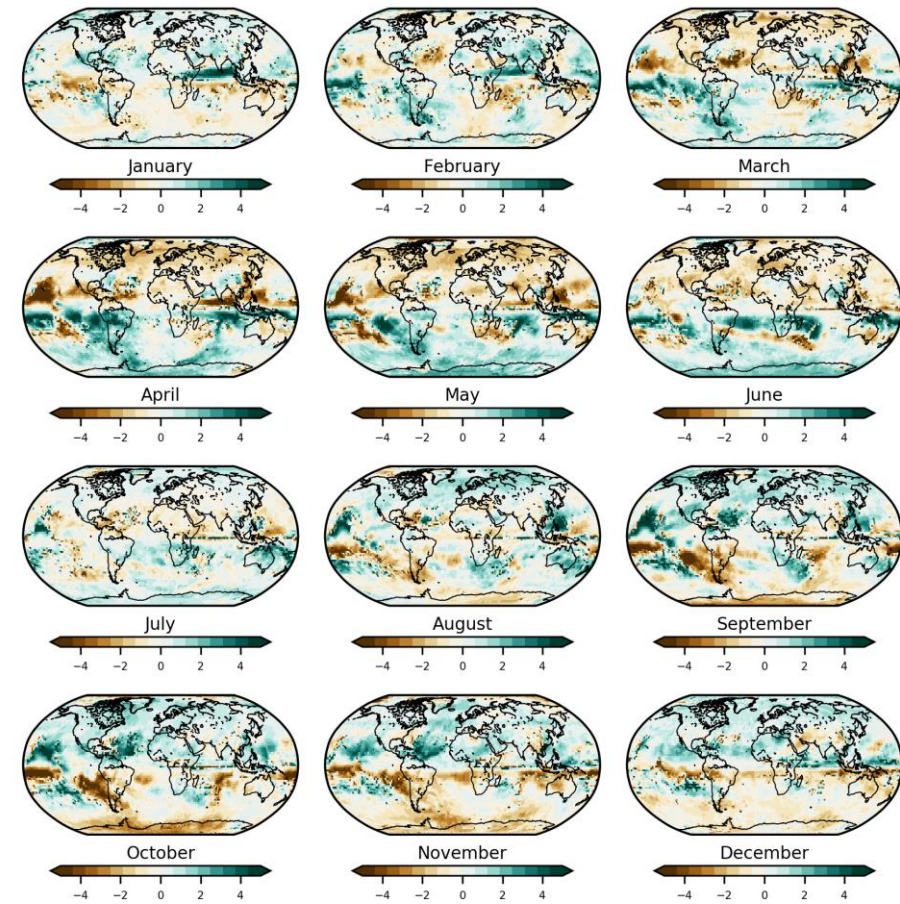 January February March
−4 −2 0 2 4 −4 −2 0 2 4 −4 −2 0 2 4
April May June
−4 −2 0 2 4 −4 −2 0 2 4 −4 −2 0 2 4
July August September
−4 −2 0 2 4 −4 −2 0 2 4 −4 −2 0 2 4
October November December
−4 −2 0 2 4 −4 −2 0 2 4 −4 −2 0 2 4